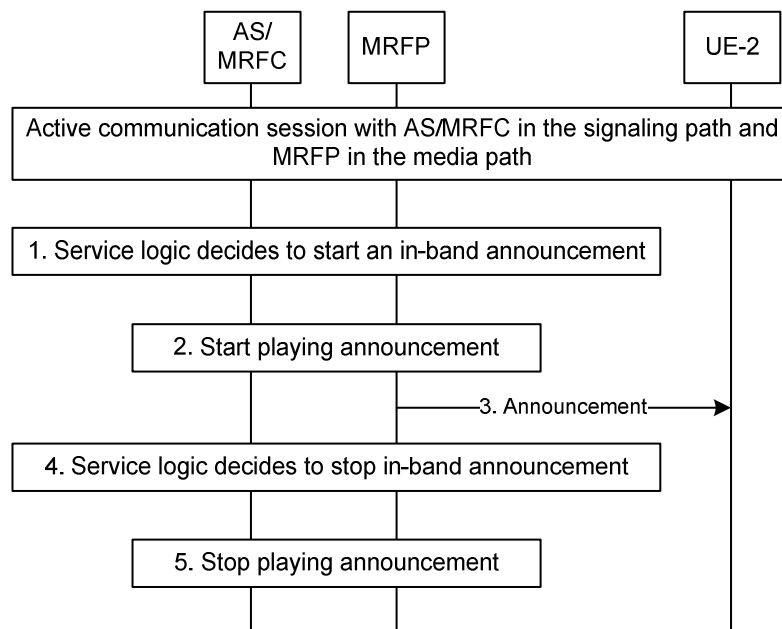 AS/
MRFC
MRFP
UE-2
Active communication session with AS/MRFC in the signaling path and
MRFP in the media path
1. Service logic decides to start an in-band announcement
2. Start playing announcement
3. Announcement
4. Service logic decides to stop in-band announcement
5. Stop playing announcement